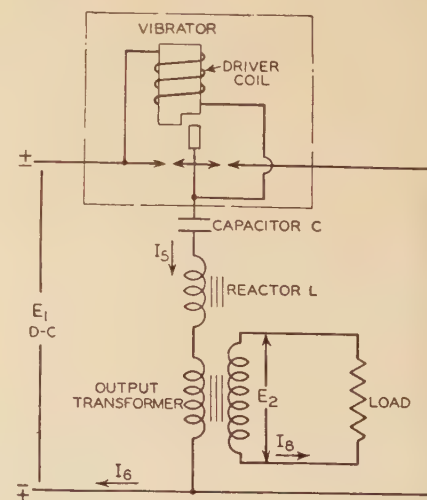 VIBRATOR
DRIVER
COIL
±
CAPACITOR C
I5
REACTOR L
E1
D-C
OUTPUT
TRANSFORMER
E2
LOAD
I8
I6
∓